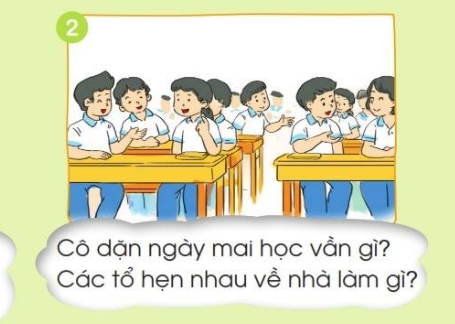 2
Cô dặn ngày mai học vần gì?
Các tổ hẹn nhau về nhà làm gì?